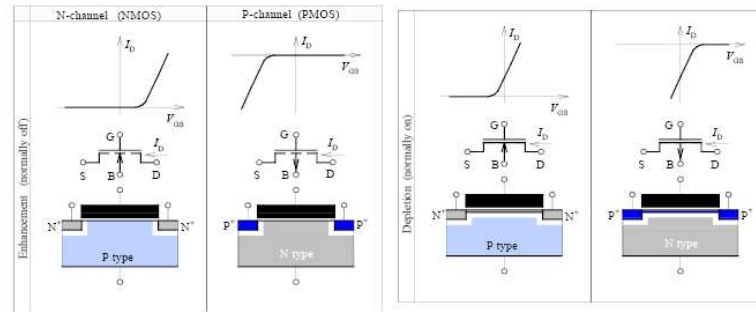 N-channel (NMOS)
P-channel (PMOS)
Enhancement (normally off)
I_D
V_GS
G
I_D
S
B
D
N+
N+
P type
I_D
V_GS
G
I_D
S
B
D
P+
P+
N type
Depletion (normally on)
I_D
V_GS
G
I_D
S
B
D
N+
N+
P type
I_D
V_GS
G
I_D
S
B
D
P+
P+
N type